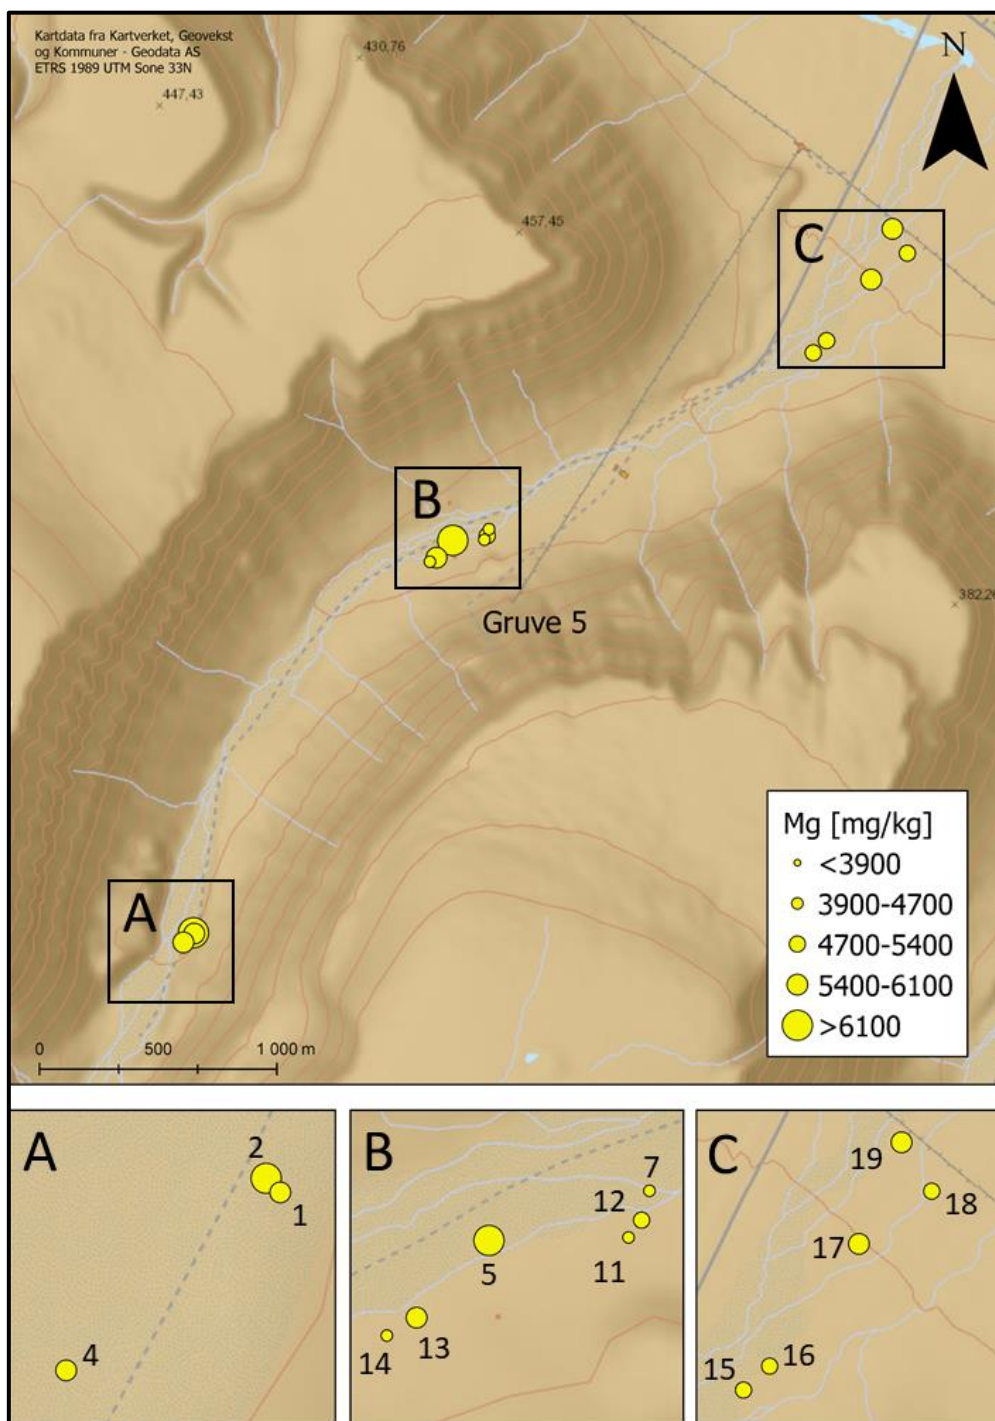 Kartdata fra Kartverket, Geovekst
og Kommuner - Geodata AS
ETRS 1989 UTM Sone 33N
430,76
447,43
N
457,45
C
B
382,26
Gruve 5
A
Mg [mg/kg]
<3900
3900-4700
4700-5400
5400-6100
>6100
0 500 1 000 m
A
2
1
4
B
7
12
11
5
13
14
C
19
18
17
16
15